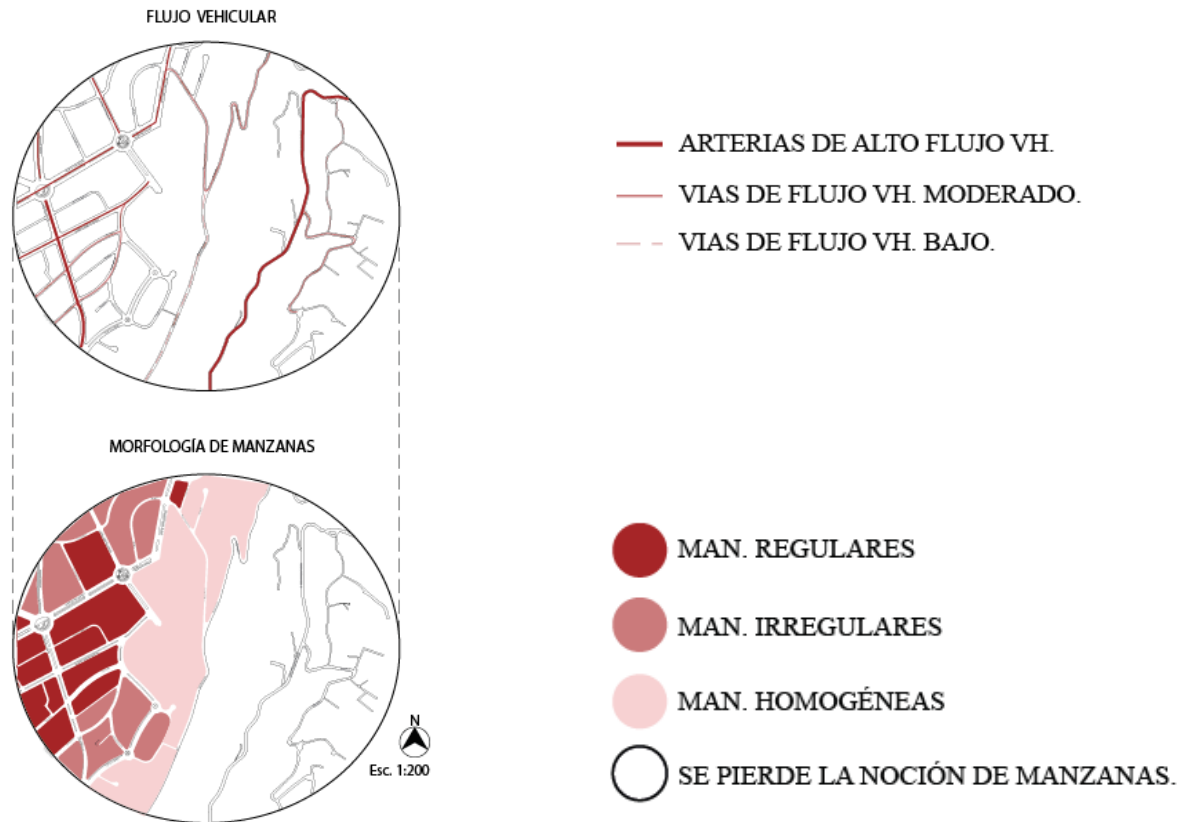 FLUJO VEHICULAR
ARTERIAS DE ALTO FLUJO VH.
VIAS DE FLUJO VH. MODERADO.
VIAS DE FLUJO VH. BAJO.
MORFOLOGÍA DE MANZANAS
N
Esc. 1:200
MAN. REGULARES
MAN. IRREGULARES
MAN. HOMOGÉNEAS
SE PIERDE LA NOCIÓN DE MANZANAS.